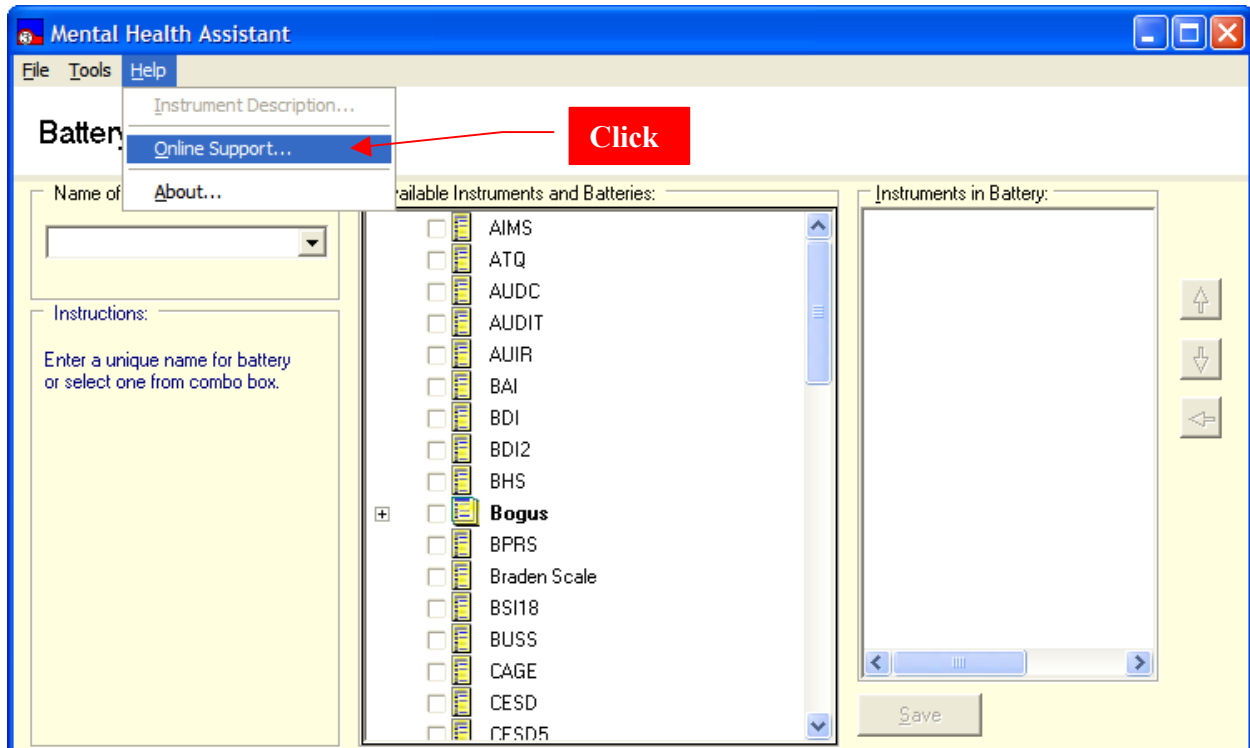 Mental Health Assistant
File Tools Help
Instrument Description...
Online Support...
About...
Click
Batter
Name of
ailable Instruments and Batteries:
Instruments in Battery:
Instructions:
Enter a unique name for battery
or select one from combo box.
AIMS
ATQ
AUDC
AUDIT
AUIR
BAI
BDI
BDI2
BHS
Bogus
BPRS
Braden Scale
BSI18
BUSS
CAGE
CESD
CESD5
Save